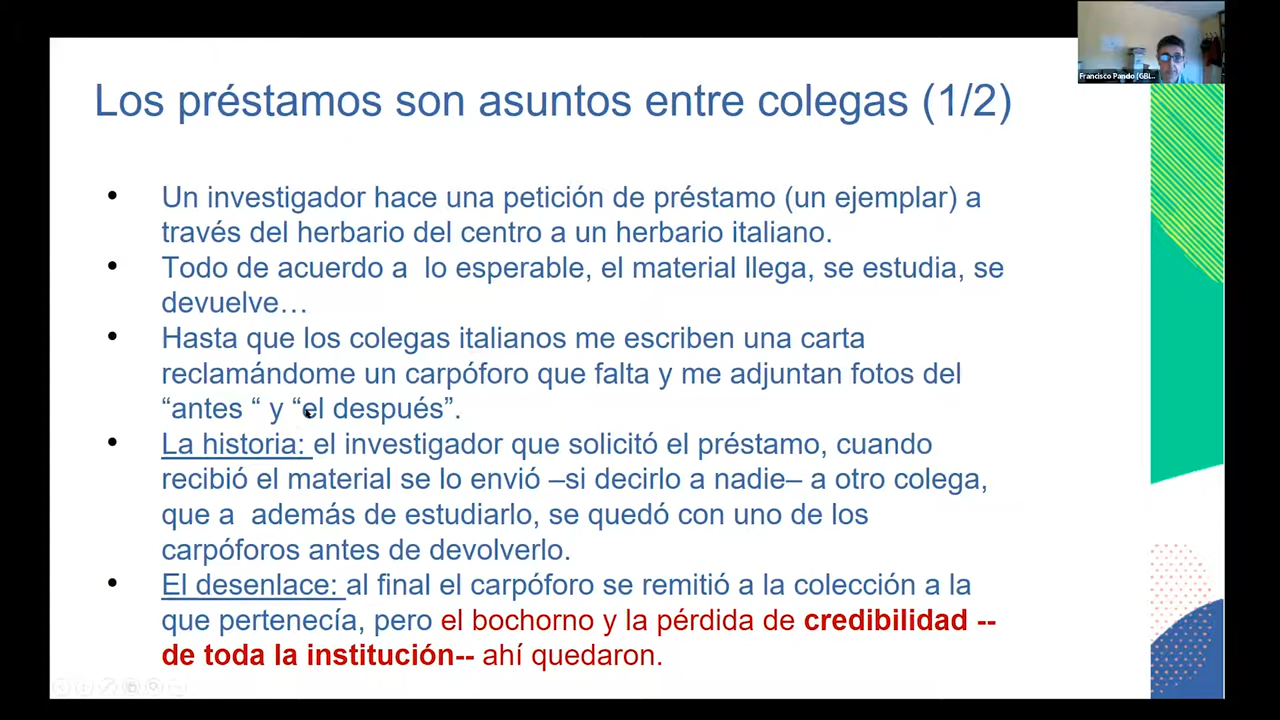 Francisco Pando (GBI...
Los préstamos son asuntos entre colegas (1/2)
• Un investigador hace una petición de préstamo (un ejemplar) a
través del herbario del centro a un herbario italiano.
• Todo de acuerdo a  lo esperable, el material llega, se estudia, se
devuelve…
• Hasta que los colegas italianos me escriben una carta
reclamándome un carpóforo que falta y me adjuntan fotos del
“antes “ y “el después”.
• La historia: el investigador que solicitó el préstamo, cuando
recibió el material se lo envió –si decirlo a nadie– a otro colega,
que a  además de estudiarlo, se quedó con uno de los
carpóforos antes de devolverlo.
• El desenlace: al final el carpóforo se remitió a la colección a la
que pertenecía, pero el bochorno y la pérdida de credibilidad --
de toda la institución-- ahí quedaron.